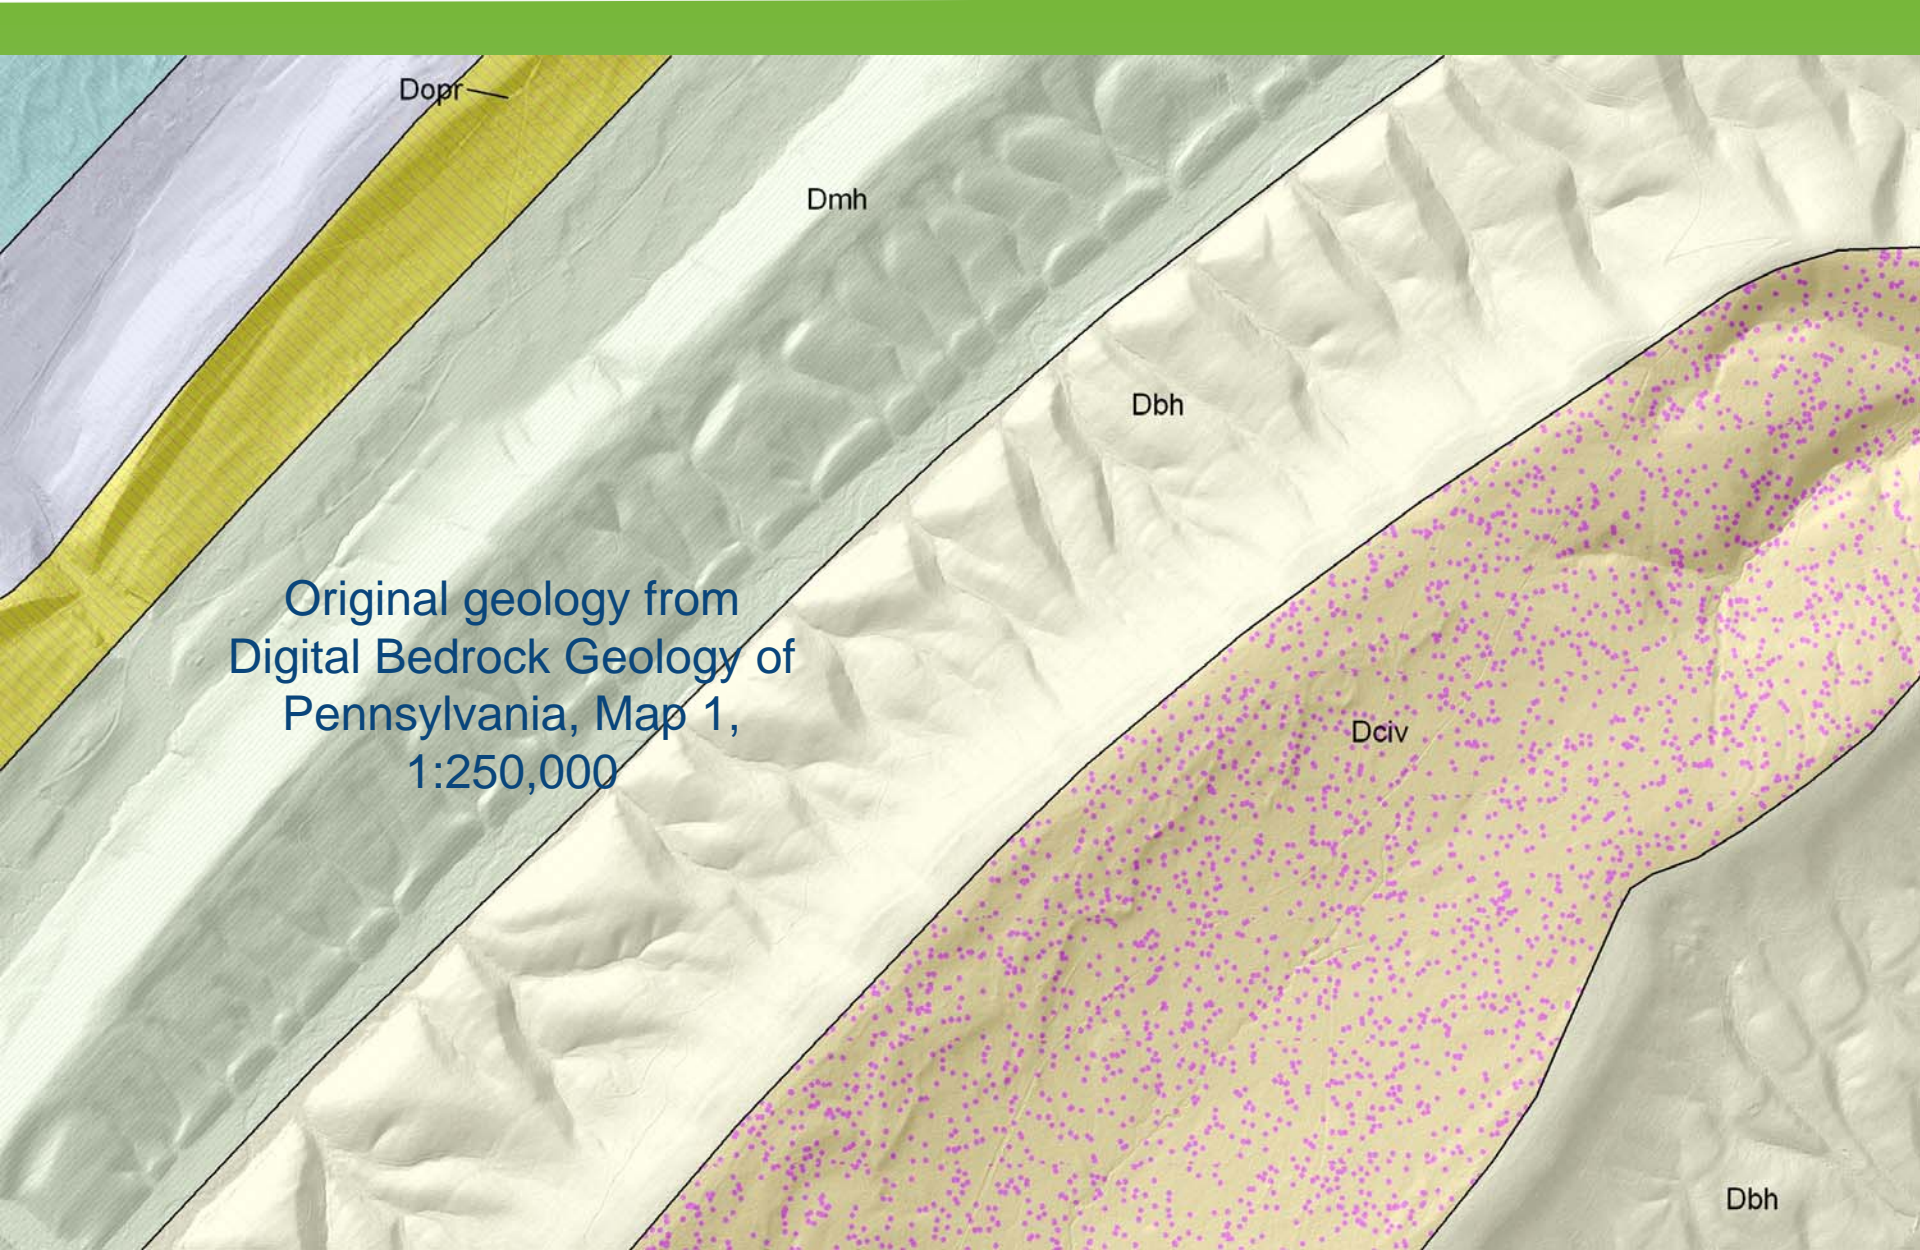 Dopr
Dmh
Dbh
Original geology from
Digital Bedrock Geology of
Pennsylvania, Map 1,
1:250,000
Dciv
Dbh